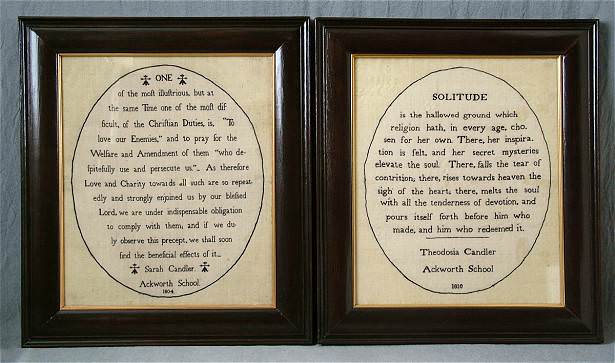 ONE
of the moſt illuſtrious, but at
the same Time one of the moſt dif
ficult, of the Chriſtian Duties, is, "To
love our Enemies," and to pray for the
Welfare and Amendment of them "who de-
ſpitefully use and persecute us."_ As therefore
Love and Charity towards all such are so repeat-
edly and strongly enjoined us by our bleſſed
Lord, we are under indispensable obligation
to comply with them, and if we du-
ly observe this precept, we shall soon
find the beneficial effects of it._
Sarah Candler.
Ackworth School.
1804
SOLITUDE
is the hallowed ground which
religion hath, in every age, cho.
sen for her own. There, her inspira.
tion is felt, and her secret mysteries
elevate the soul. There, falls the tear of
contrition; there, rises towards heaven the
sigh of the heart; there, melts the soul
with all the tenderness of devotion, and
pours itself forth before him who
made, and him who redeemed it.
Theodosia Candler
Ackworth School
1810